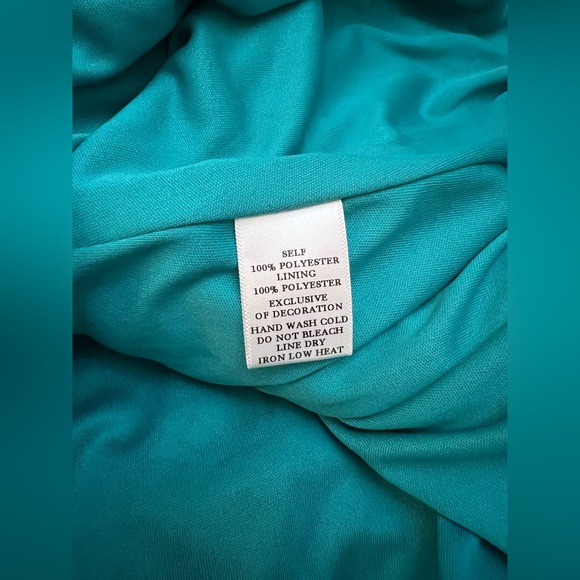 SELF
100% POLYESTER
LINING
100% POLYESTER
EXCLUSIVE
OF DECORATION
HAND WASH COLD
DO NOT BLEACH
LINE DRY
IRON LOW HEAT